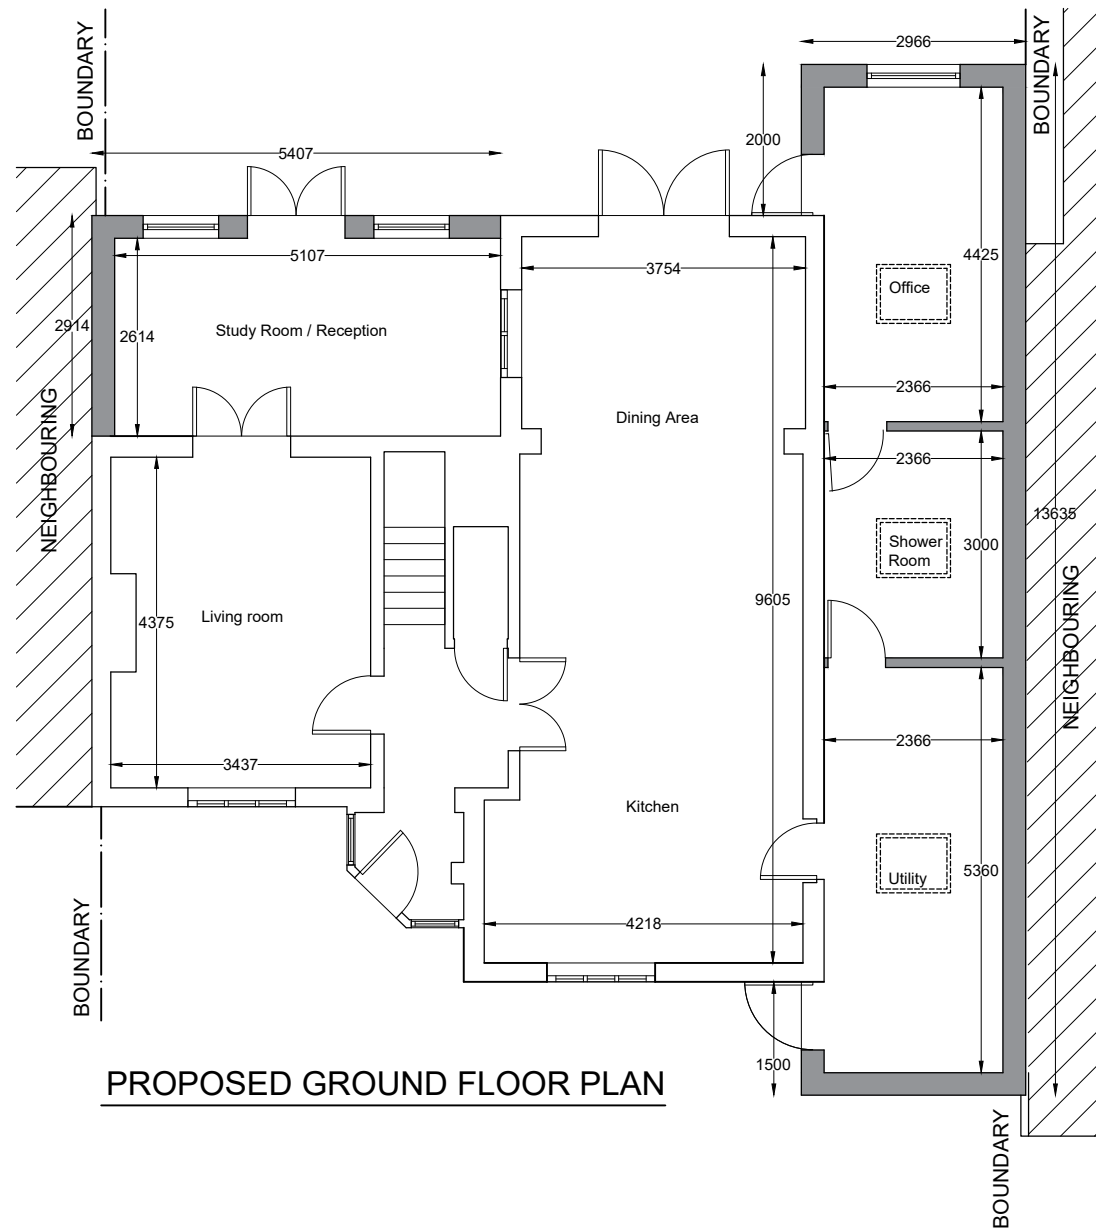 BOUNDARY
BOUNDARY
2966
2000
5407
5107
3754
4425
2914
2614
Study Room / Reception
Office
Dining Area
2366
NEIGHBOURING
2366
Shower
Room
3000
13635
NEIGHBOURING
Living room
4375
9605
2366
3437
Kitchen
Utility
5360
4218
BOUNDARY
1500
PROPOSED GROUND FLOOR PLAN
BOUNDARY